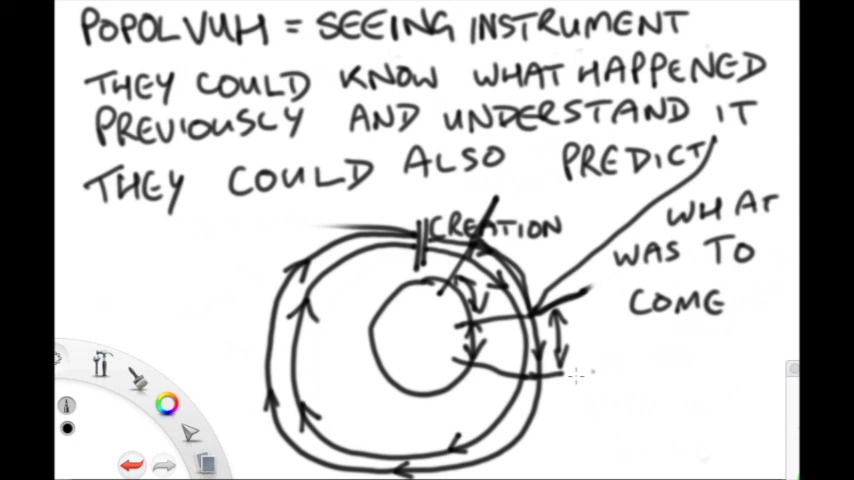 POPOLVUH = SEEING INSTRUMENT
THEY COULD KNOW WHAT HAPPENED
PREVIOUSLY AND UNDERSTAND IT
THEY COULD ALSO PREDICT
WHAT
WAS TO
COME
CREATION